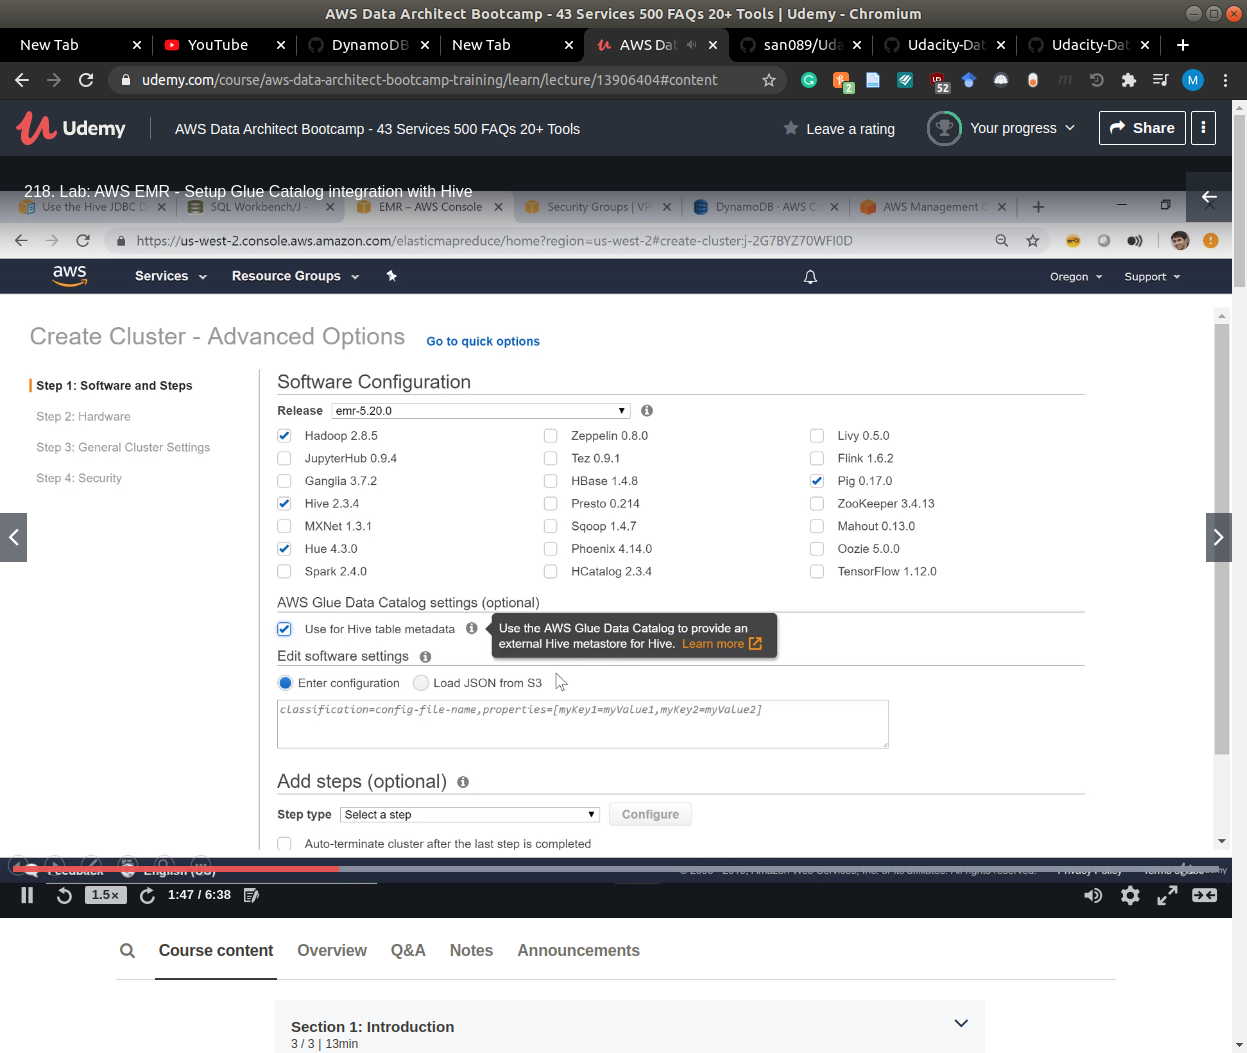 AWS Data Architect Bootcamp - 43 Services 500 FAQs 20+ Tools | Udemy - Chromium
New Tab
YouTube
DynamoDB
New Tab
AWS Dat
san089/Uda
Udacity-Dat
Udacity-Dat
udemy.com/course/aws-data-architect-bootcamp-training/learn/lecture/13906404#content
2
52
M
Udemy
AWS Data Architect Bootcamp - 43 Services 500 FAQs 20+ Tools
Leave a rating
Your progress
Share
218. Lab: AWS EMR - Setup Glue Catalog integration with Hive
Use the Hive JDBC D
SQL Workbench/J -
EMR – AWS Console
Security Groups | VPC
DynamoDB · AWS Co
AWS Management C
https://us-west-2.console.aws.amazon.com/elasticmapreduce/home?region=us-west-2#create-cluster:j-2G7BYZ70WFI0D
aws
Services
Resource Groups
Oregon
Support
Create Cluster - Advanced Options
Go to quick options
Step 1: Software and Steps
Step 2: Hardware
Step 3: General Cluster Settings
Step 4: Security
Software Configuration
Release
emr-5.20.0
Hadoop 2.8.5
Zeppelin 0.8.0
Livy 0.5.0
JupyterHub 0.9.4
Tez 0.9.1
Flink 1.6.2
Ganglia 3.7.2
HBase 1.4.8
Pig 0.17.0
Hive 2.3.4
Presto 0.214
ZooKeeper 3.4.13
MXNet 1.3.1
Sqoop 1.4.7
Mahout 0.13.0
Hue 4.3.0
Phoenix 4.14.0
Oozie 5.0.0
Spark 2.4.0
HCatalog 2.3.4
TensorFlow 1.12.0
AWS Glue Data Catalog settings (optional)
Use for Hive table metadata
Use the AWS Glue Data Catalog to provide an
external Hive metastore for Hive. Learn more
Edit software settings
Enter configuration
Load JSON from S3
classification=config-file-name,properties=[myKey1=myValue1,myKey2=myValue2]
Add steps (optional)
Step type
Select a step
Configure
Auto-terminate cluster after the last step is completed
Feedback
English (US)
Privacy Policy
1.5×
1:47 / 6:38
Course content
Overview
Q&A
Notes
Announcements
Section 1: Introduction
3 / 3 | 13min